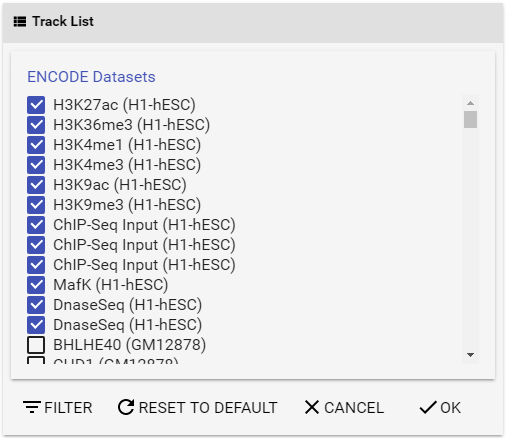 Track List
ENCODE Datasets
H3K27ac (H1-hESC)
H3K36me3 (H1-hESC)
H3K4me1 (H1-hESC)
H3K4me3 (H1-hESC)
H3K9ac (H1-hESC)
H3K9me3 (H1-hESC)
ChIP-Seq Input (H1-hESC)
ChIP-Seq Input (H1-hESC)
ChIP-Seq Input (H1-hESC)
MafK (H1-hESC)
DnaseSeq (H1-hESC)
DnaseSeq (H1-hESC)
BHLHE40 (GM12878)
CHD1 (GM12878)
FILTER RESET TO DEFAULT CANCEL OK